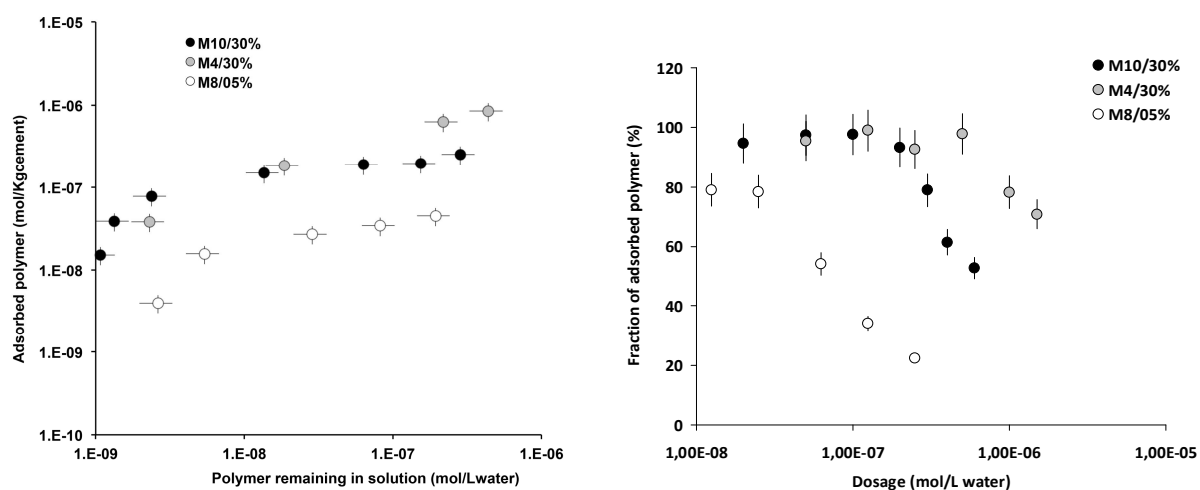 1.E-05
1.E-06
1.E-07
1.E-08
1.E-09
1.E-10
Adsorbed polymer (mol/Kgcement)
M10/30%
M4/30%
M8/05%
1.E-09
1.E-08
1.E-07
1.E-06
Polymer remaining in solution (mol/Lwater)
120
100
80
60
40
20
0
Fraction of adsorbed polymer (%)
M10/30%
M4/30%
M8/05%
1,00E-08
1,00E-07
1,00E-06
1,00E-05
Dosage (mol/L water)